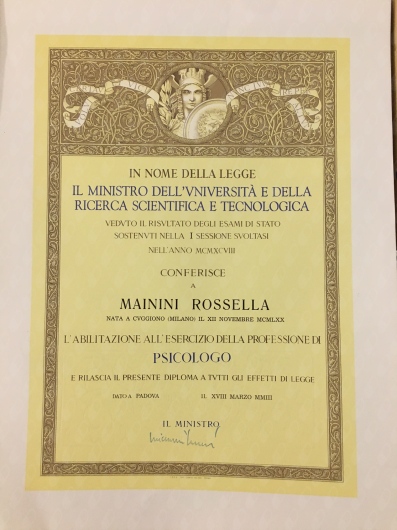 IN NOME DELLA LEGGE
IL MINISTRO DELL'VNIVERSITÀ E DELLA
RICERCA SCIENTIFICA E TECNOLOGICA
VEDVTO IL RISVLTATO DEGLI ESAMI DI STATO
SOSTENVTI NELLA I SESSIONE SVOLTASI
NELL'ANNO MCMXCVIII
CONFERISCE
A
MAININI ROSSELLA
NATA A CVGGIONO (MILANO) IL XII NOVEMBRE MCMLXX
L'ABILITAZIONE ALL'ESERCIZIO DELLA PROFESSIONE DI
PSICOLOGO
E RILASCIA IL PRESENTE DIPLOMA A TVTTI GLI EFFETTI DI LEGGE
DATO A PADOVA IL XVIII MARZO MMIII
IL MINISTRO